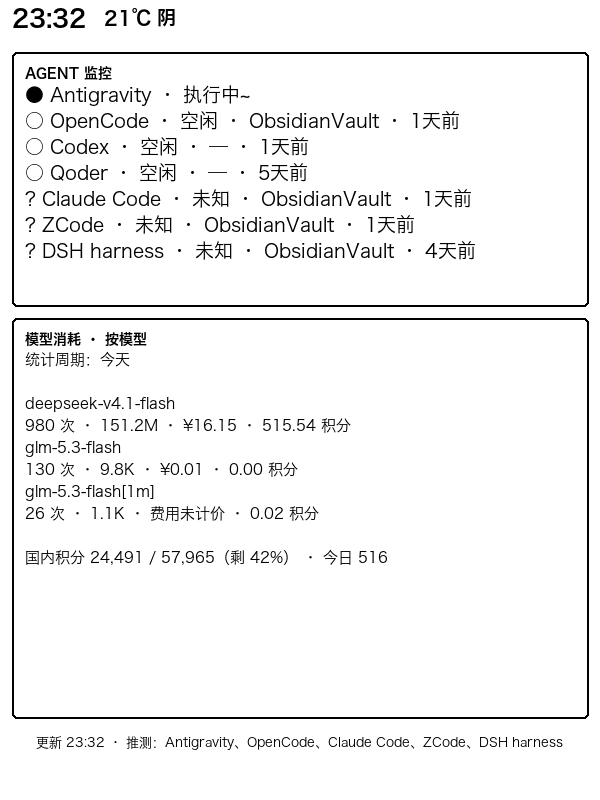 23:32 21℃ 阴
AGENT 监控
● Antigravity · 执行中~
○ OpenCode · 空闲 · ObsidianVault · 1天前
○ Codex · 空闲 · — · 1天前
○ Qoder · 空闲 · — · 5天前
? Claude Code · 未知 · ObsidianVault · 1天前
? ZCode · 未知 · ObsidianVault · 1天前
? DSH harness · 未知 · ObsidianVault · 4天前
模型消耗 · 按模型
统计周期：今天
deepseek-v4.1-flash
980 次 · 151.2M · ¥16.15 · 515.54 积分
glm-5.3-flash
130 次 · 9.8K · ¥0.01 · 0.00 积分
glm-5.3-flash[1m]
26 次 · 1.1K · 费用未计价 · 0.02 积分
国内积分 24,491 / 57,965（剩 42%） · 今日 516
更新 23:32 · 推测：Antigravity、OpenCode、Claude Code、ZCode、DSH harness